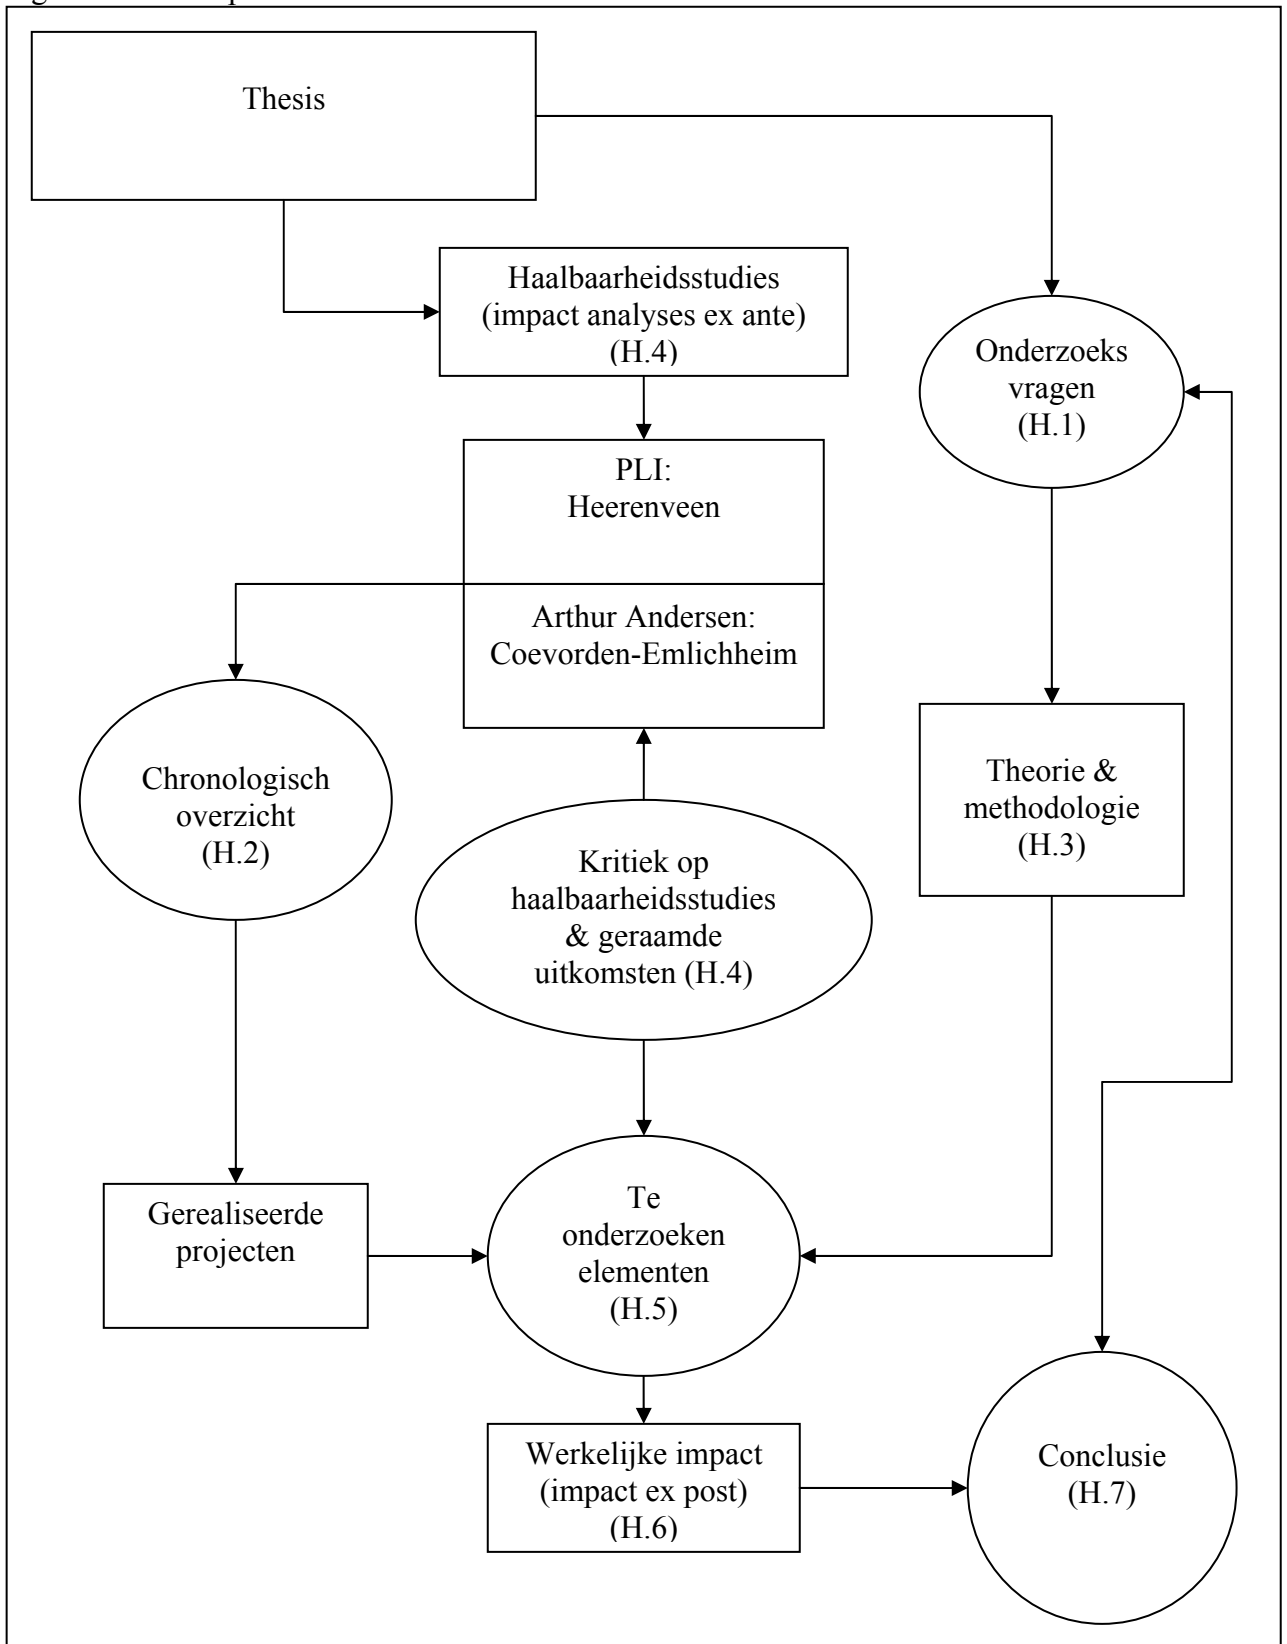 Thesis
Haalbaarheidsstudies
(impact analyses ex ante)
(H.4)
Onderzoeks
vragen
(H.1)
PLI:
Heerenveen
Arthur Andersen:
Coevorden-Emlichheim
Chronologisch
overzicht
(H.2)
Theorie &
methodologie
(H.3)
Kritiek op
haalbaarheidsstudies
& geraamde
uitkomsten (H.4)
Gerealiseerde
projecten
Te
onderzoeken
elementen
(H.5)
Werkelijke impact
(impact ex post)
(H.6)
Conclusie
(H.7)